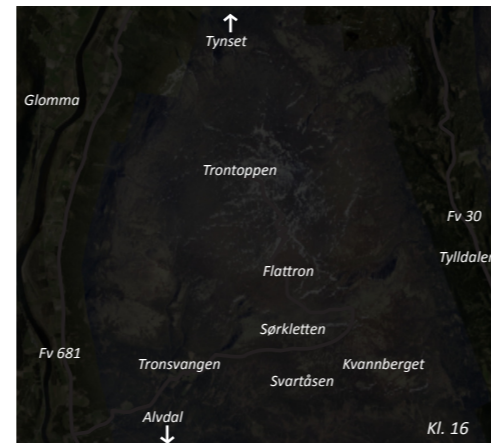 Tynset
Glomma
Trontoppen
Fv 30
Tylldalen
Flattron
Sørkletten
Fv 681
Tronsvangen
Kvannberget
Svartåsen
Alvdal
Kl. 16